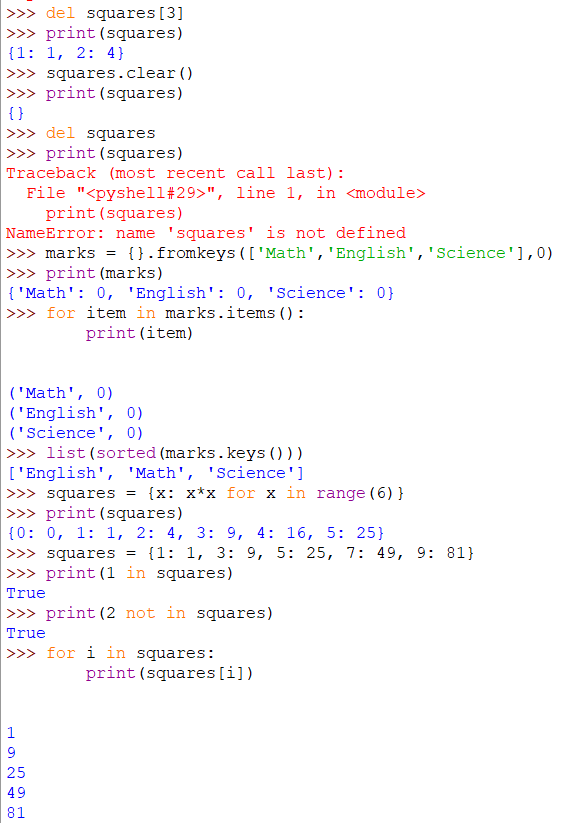 >>> del squares[3]
>>> print(squares)
{1: 1, 2: 4}
>>> squares.clear()
>>> print(squares)
{}
>>> del squares
>>> print(squares)
Traceback (most recent call last):
  File "<pyshell#29>", line 1, in <module>
    print(squares)
NameError: name 'squares' is not defined
>>> marks = {}.fromkeys(['Math','English','Science'],0)
>>> print(marks)
{'Math': 0, 'English': 0, 'Science': 0}
>>> for item in marks.items():
        print(item)
('Math', 0)
('English', 0)
('Science', 0)
>>> list(sorted(marks.keys()))
['English', 'Math', 'Science']
>>> squares = {x: x*x for x in range(6)}
>>> print(squares)
{0: 0, 1: 1, 2: 4, 3: 9, 4: 16, 5: 25}
>>> squares = {1: 1, 3: 9, 5: 25, 7: 49, 9: 81}
>>> print(1 in squares)
True
>>> print(2 not in squares)
True
>>> for i in squares:
        print(squares[i])
1
9
25
49
81